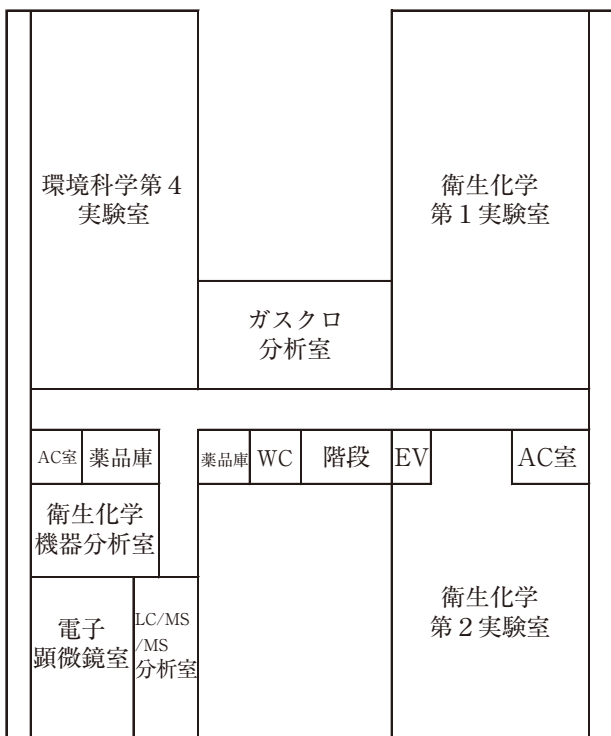 環境科学第４
実験室
衛生化学
第１実験室
ガスクロ
分析室
AC室
薬品庫
薬品庫
WC
階段
EV
AC室
衛生化学
機器分析室
電子
顕微鏡室
LC/MS
/MS
分析室
衛生化学
第２実験室